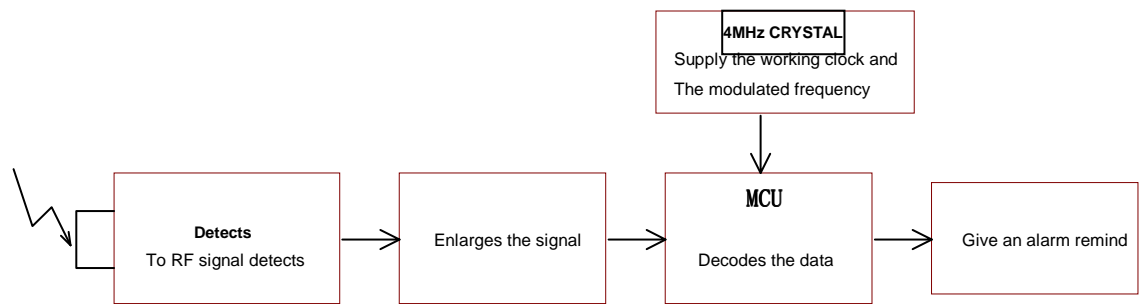 4MHz CRYSTAL
Supply the working clock and
The modulated frequency
Detects
To RF signal detects
Enlarges the signal
MCU
Decodes the data
Give an alarm remind